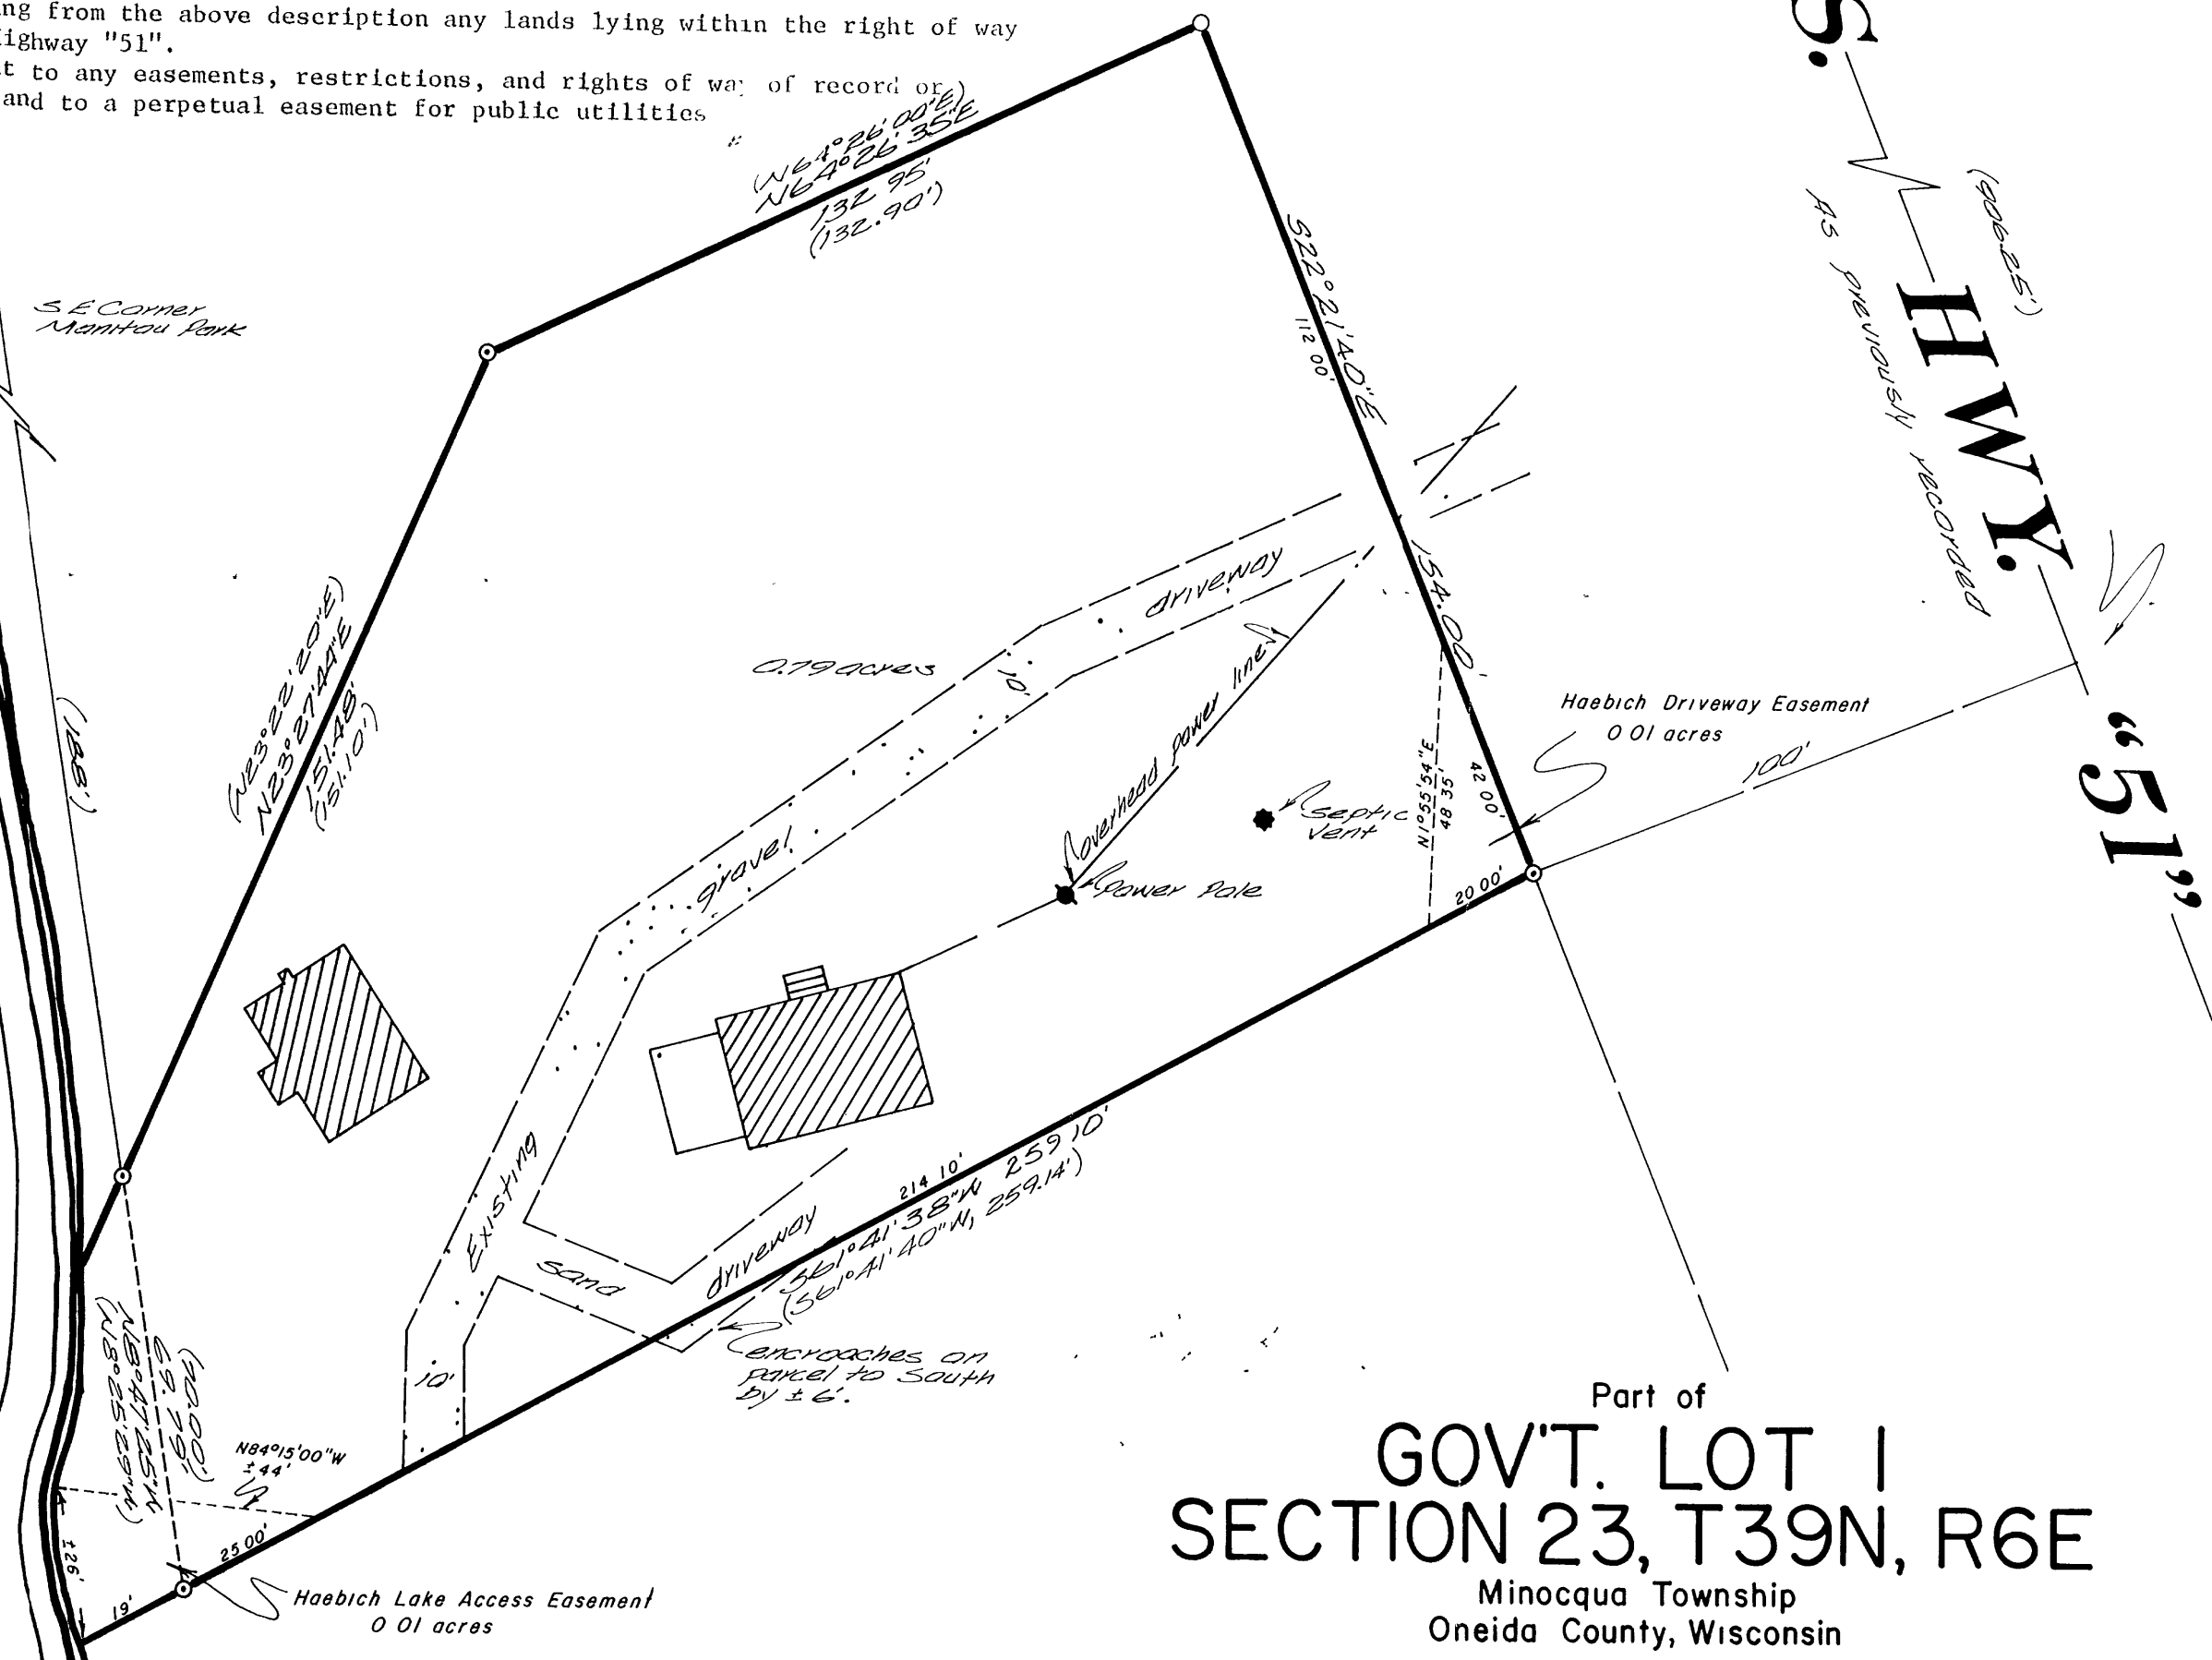 ng from the above description any lands lying within the right of way
ighway "51".
t to any easements, restrictions, and rights of way of record or
and to a perpetual easement for public utilities
S.
HWY.
"51"
(906.25')
As previously recorded
(N64°26'00"E)
N64°26'35"E
132 95'
(132.90')
S22°21'40"E
112 00'
154.00'
S E Corner
Manitou Park
(N23°22'20"E)
N23°27'44"E
151.48'
(151.10')
(188')
0.79 acres
driveway
10'
gravel
Existing
overhead power line
septic
vent
Power Pole
N1°55'54"E
48 35'
42 00'
20 00'
Haebich Driveway Easement
0 01 acres
100'
214 10'
S61°41'38"W 259 10'
(S61°41'40"W, 259.14')
sand
driveway
encroaches on
parcel to South
by ± 6'.
10'
(70.00')
69.79'
N8°47'25"W
(N8°25'29"W)
N84°15'00"W
±44'
25 00'
±26'
19'
Haebich Lake Access Easement
0 01 acres
Part of
GOV'T. LOT 1
SECTION 23, T39N, R6E
Minocqua Township
Oneida County, Wisconsin